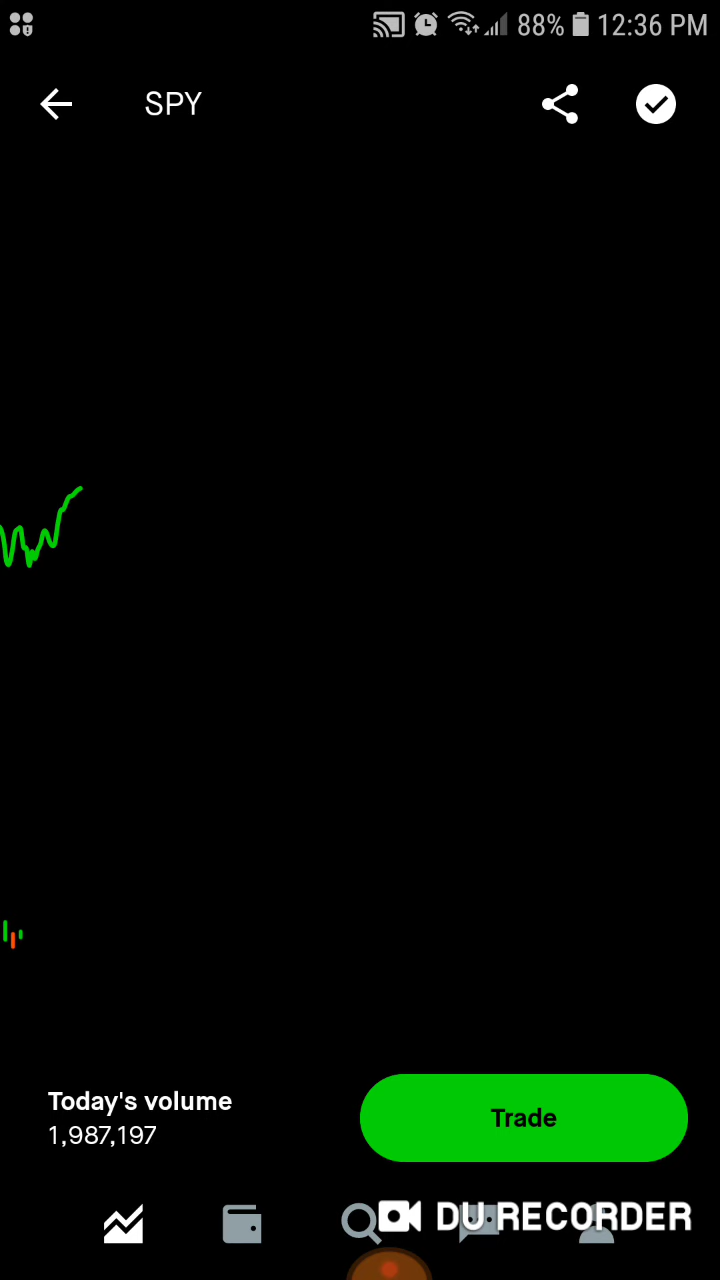 88% 12:36 PM
SPY
Today's volume
1,987,197
Trade
DU RECORDER